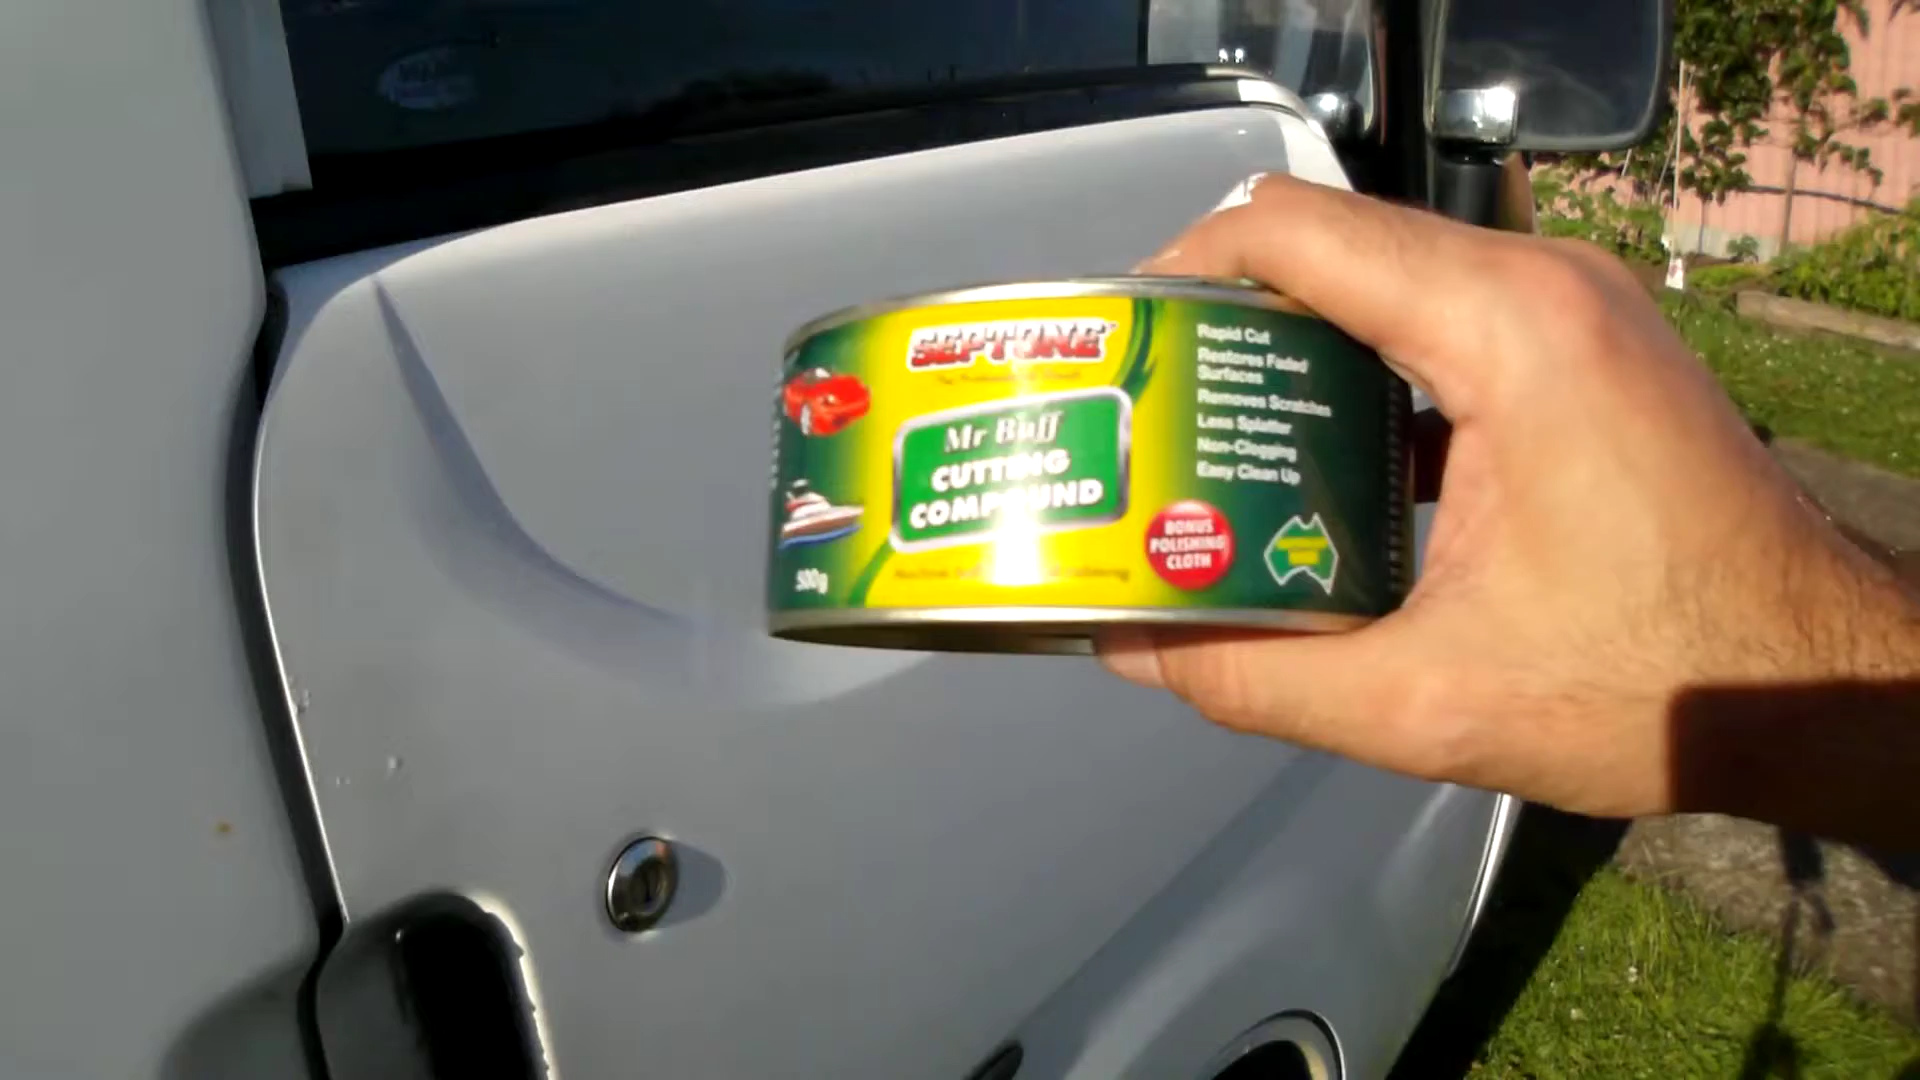 SEPTONE
Mr Buff
CUTTING
COMPOUND
500g
Rapid Cut
Restores Faded
Surfaces
Removes Scratches
Less Splatter
Non-Clogging
Easy Clean Up
BONUS
POLISHING
CLOTH